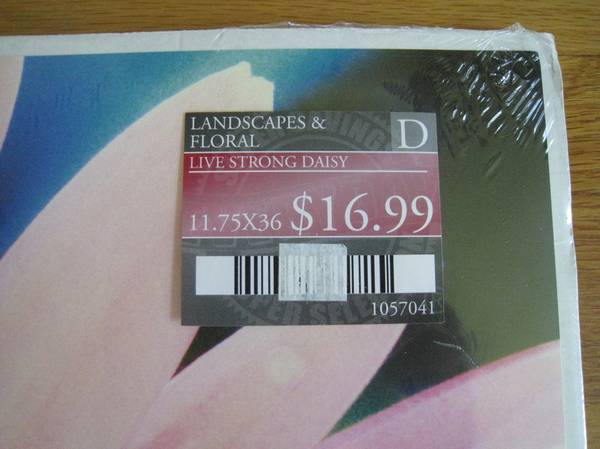 LANDSCAPES &
FLORAL
D
LIVE STRONG DAISY
11.75X36 $16.99
1057041